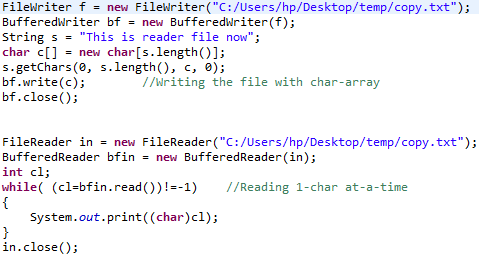 FileWriter f = new FileWriter("C:/Users/hp/Desktop/temp/copy.txt");
BufferedWriter bf = new BufferedWriter(f);
String s = "This is reader file now";
char c[] = new char[s.length()];
s.getChars(0, s.length(), c, 0);
bf.write(c);        //Writing the file with char-array
bf.close();

FileReader in = new FileReader("C:/Users/hp/Desktop/temp/copy.txt");
BufferedReader bfin = new BufferedReader(in);
int cl;
while( (cl=bfin.read())!=-1)    //Reading 1-char at-a-time
{
    System.out.print((char)cl);
}
in.close();